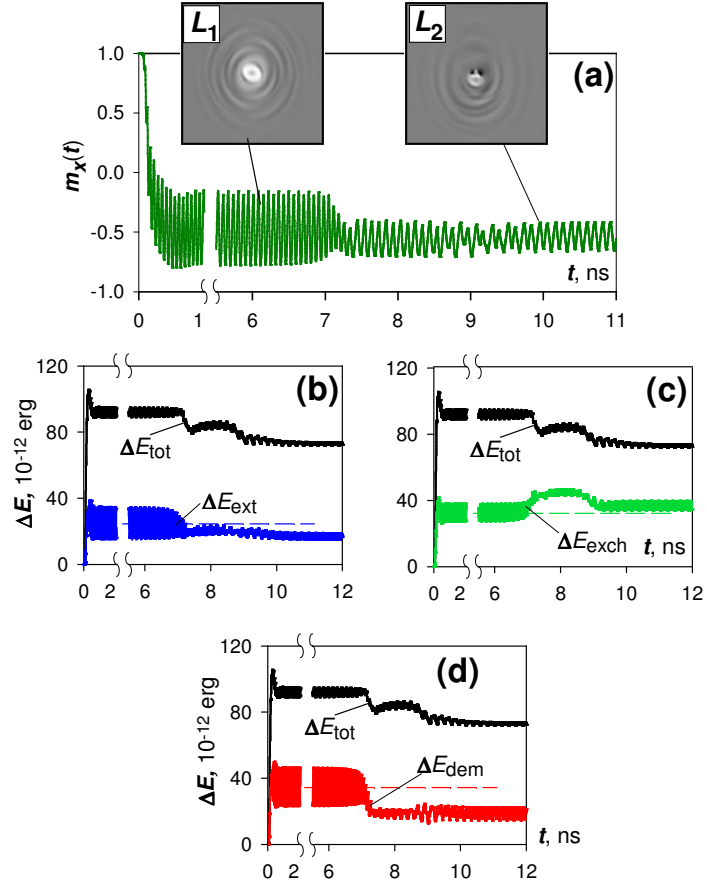 L1
L2
(a)
1.0
0.5
0.0
-0.5
-1.0
mx(t)
t, ns
0 1 6 7 8 9 10 11
(b)
120
80
40
0
ΔE, 10-12 erg
ΔEtot
ΔEext
0 2 6 8 10 12
(c)
120
80
40
0
ΔEtot
ΔEexch
t, ns
0 2 6 8 10 12
(d)
120
80
40
0
ΔE, 10-12 erg
ΔEtot
ΔEdem
t, ns
0 2 6 8 10 12